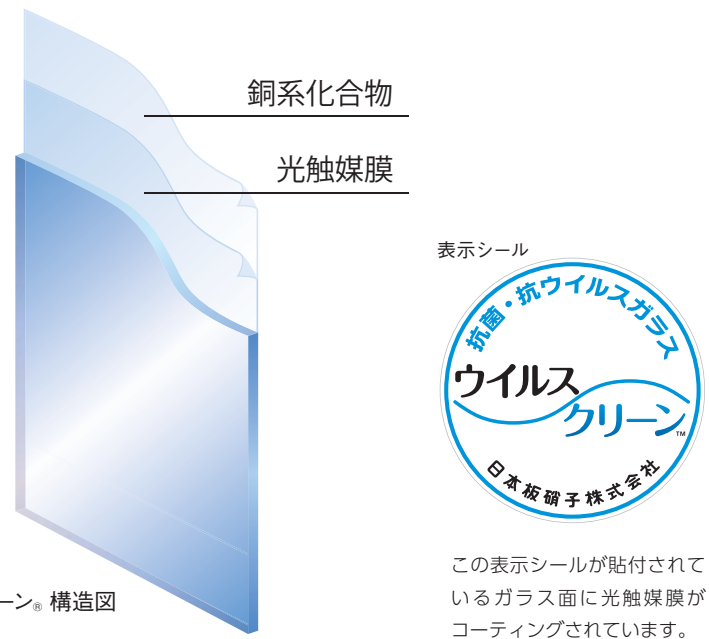 銅系化合物
光触媒膜
表示シール
抗菌・抗ウイルスガラス
ウイルス
クリーン™
日本板硝子株式会社
ーン® 構造図
この表示シールが貼付されて
いるガラス面に光触媒膜が
コーティングされています。